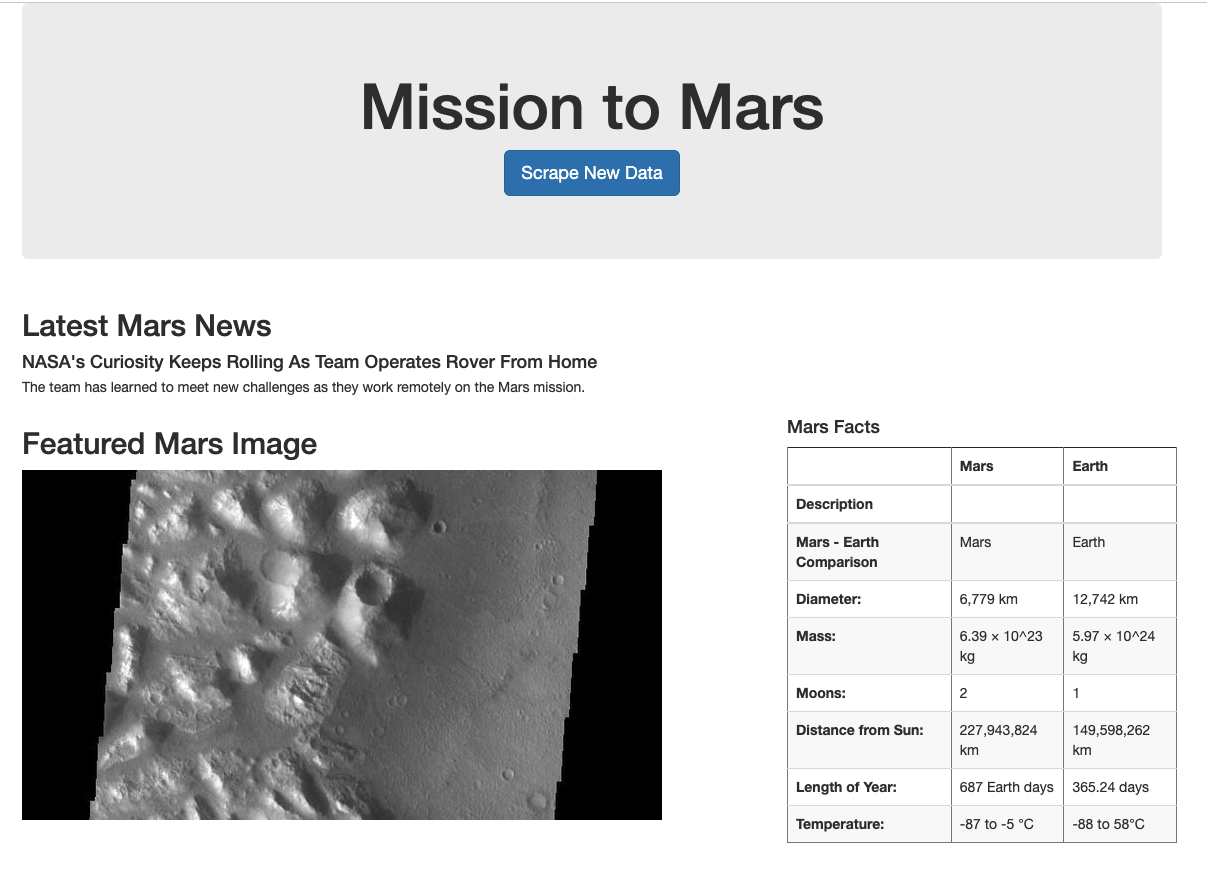 Mission to Mars
Scrape New Data
Latest Mars News
NASA's Curiosity Keeps Rolling As Team Operates Rover From Home
The team has learned to meet new challenges as they work remotely on the Mars mission.
Featured Mars Image
Mars Facts
Mars Earth
Description
Mars - Earth Comparison Mars Earth
Diameter: 6,779 km 12,742 km
Mass: 6.39 × 10^23 kg 5.97 × 10^24 kg
Moons: 2 1
Distance from Sun: 227,943,824 km 149,598,262 km
Length of Year: 687 Earth days 365.24 days
Temperature: -87 to -5 °C -88 to 58°C